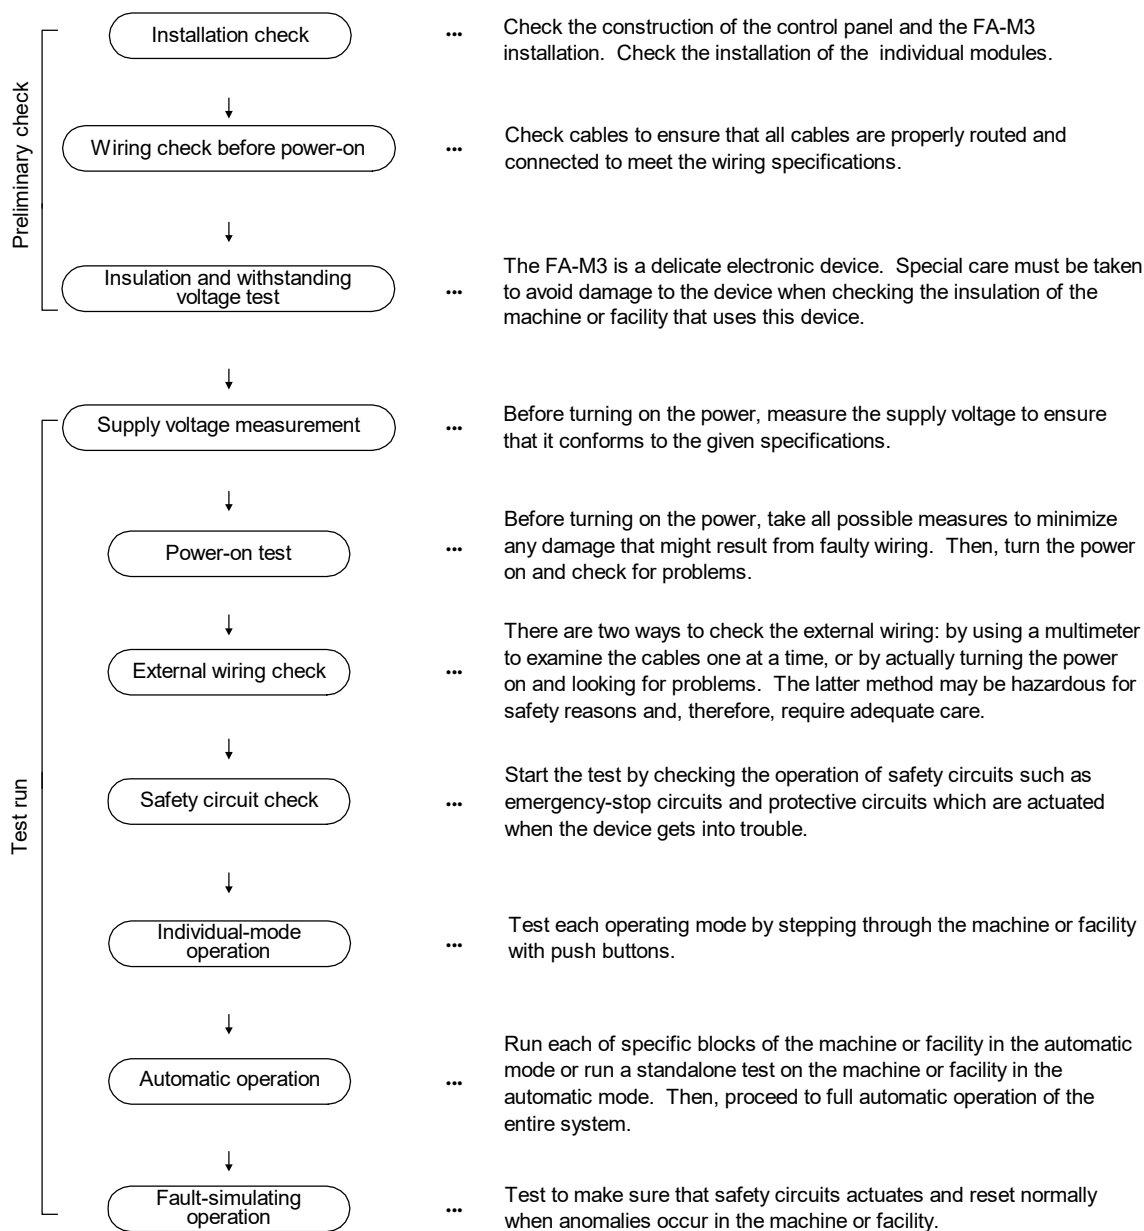 Preliminary check
Installation check
...
Check the construction of the control panel and the FA-M3
installation.  Check the installation of the  individual modules.
Wiring check before power-on
...
Check cables to ensure that all cables are properly routed and
connected to meet the wiring specifications.
Insulation and withstanding
voltage test
...
The FA-M3 is a delicate electronic device.  Special care must be taken
to avoid damage to the device when checking the insulation of the
machine or facility that uses this device.
Test run
Supply voltage measurement
...
Before turning on the power, measure the supply voltage to ensure
that it conforms to the given specifications.
Power-on test
...
Before turning on the power, take all possible measures to minimize
any damage that might result from faulty wiring.  Then, turn the power
on and check for problems.
External wiring check
...
There are two ways to check the external wiring: by using a multimeter
to examine the cables one at a time, or by actually turning the power
on and looking for problems.  The latter method may be hazardous for
safety reasons and, therefore, require adequate care.
Safety circuit check
...
Start the test by checking the operation of safety circuits such as
emergency-stop circuits and protective circuits which are actuated
when the device gets into trouble.
Individual-mode
operation
...
Test each operating mode by stepping through the machine or facility
with push buttons.
Automatic operation
...
Run each of specific blocks of the machine or facility in the automatic
mode or run a standalone test on the machine or facility in the
automatic mode.  Then, proceed to full automatic operation of the
entire system.
Fault-simulating
operation
...
Test to make sure that safety circuits actuates and reset normally
when anomalies occur in the machine or facility.